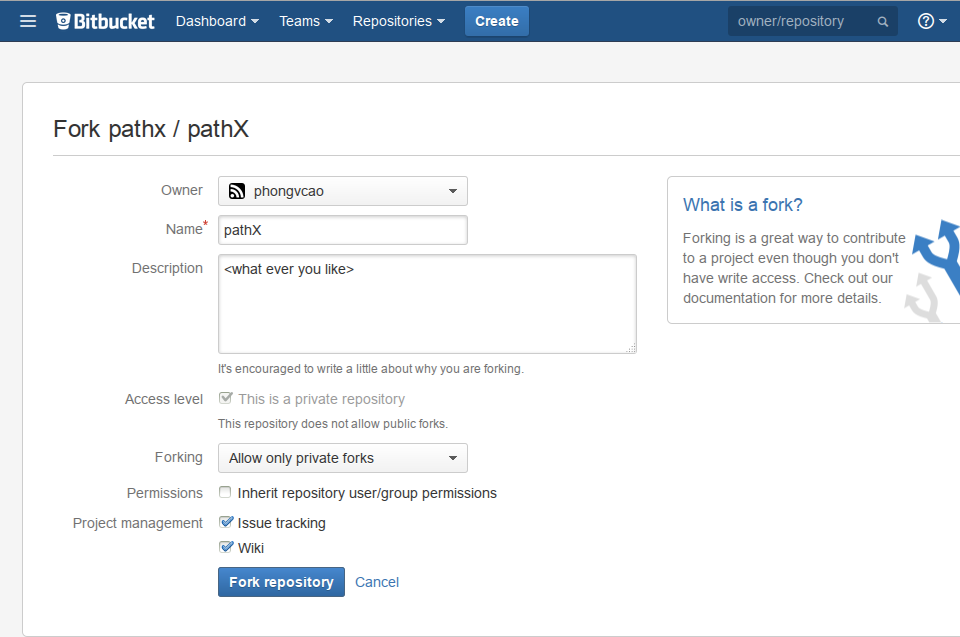 Bitbucket Dashboard Teams Repositories Create owner/repository ?
Fork pathx / pathX
Owner phongvcao
Name* pathX
Description <what ever you like>
It's encouraged to write a little about why you are forking.
Access level This is a private repository
This repository does not allow public forks.
Forking Allow only private forks
Permissions Inherit repository user/group permissions
Project management Issue tracking
Wiki
Fork repository Cancel
What is a fork?
Forking is a great way to contribute
to a project even though you don't
have write access. Check out our
documentation for more details.